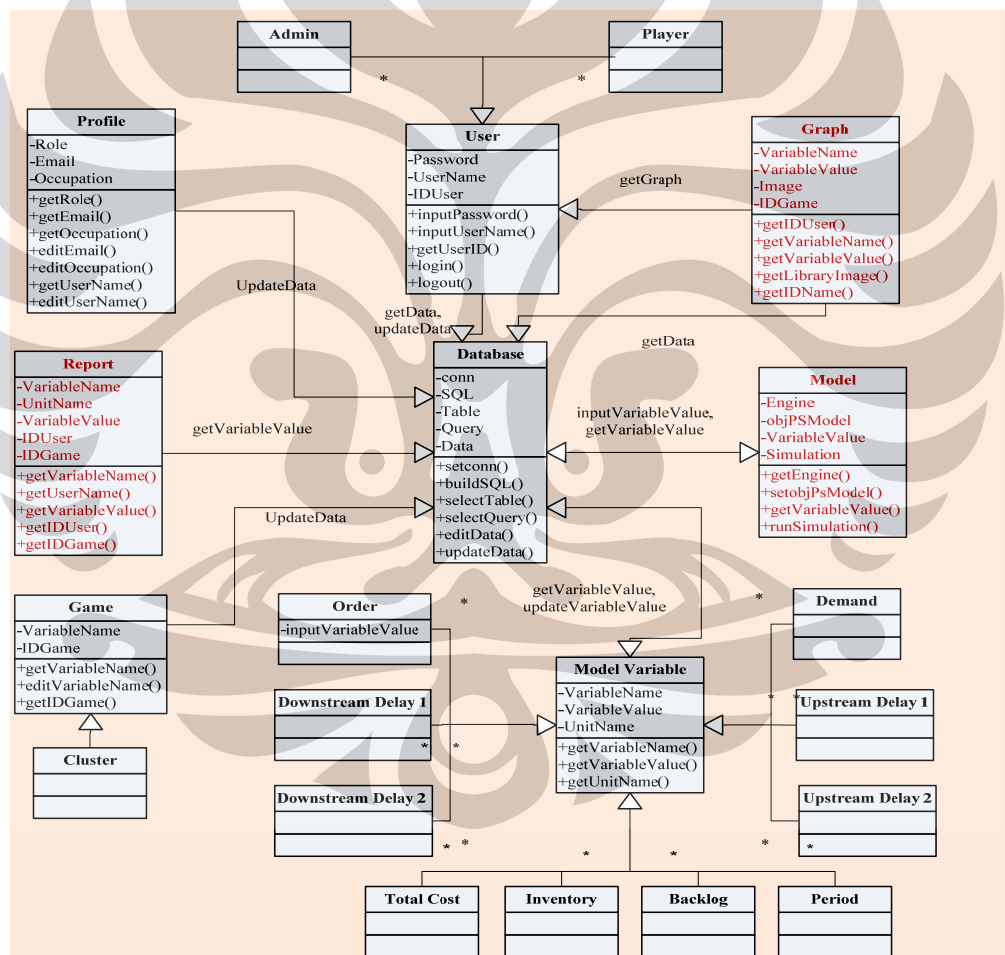 Admin
Player
*
*
Profile
-Role
-Email
-Occupation
+getRole()
+getEmail()
+getOccupation()
+editEmail()
+editOccupation()
+getUserName()
+editUserName()
User
-Password
-UserName
-IDUser
+inputPassword()
+inputUserName()
+getUserID()
+login()
+logout()
getGraph
Graph
-VariableName
-VariableValue
-Image
-IDGame
+getIDUser()
+getVariableName()
+getVariableValue()
+getLibraryImage()
+getIDName()
UpdateData
getData,
updateData
getData
Report
-VariableName
-UnitName
-VariableValue
-IDUser
-IDGame
+getVariableName()
+getUserName()
+getVariableValue()
+getIDUser()
+getIDGame()
getVariableValue
Database
-conn
-SQL
-Table
-Query
-Data
+setconn()
+buildSQL()
+selectTable()
+selectQuery()
+editData()
+updateData()
inputVariableValue,
getVariableValue
Model
-Engine
-objPSModel
-VariableValue
-Simulation
+getEngine()
+setobjPsModel()
+getVariableValue()
+runSimulation()
UpdateData
Game
-VariableName
-IDGame
+getVariableName()
+editVariableName()
+getIDGame()
Cluster
Order
-inputVariableValue
*
getVariableValue,
updateVariableValue
*
Demand
Model Variable
-VariableName
-VariableValue
-UnitName
+getVariableName()
+getVariableValue()
+getUnitName()
Downstream Delay 1
* *
* *
Upstream Delay 1
Downstream Delay 2
* *
Upstream Delay 2
* *
* *
Total Cost
Inventory
Backlog
Period